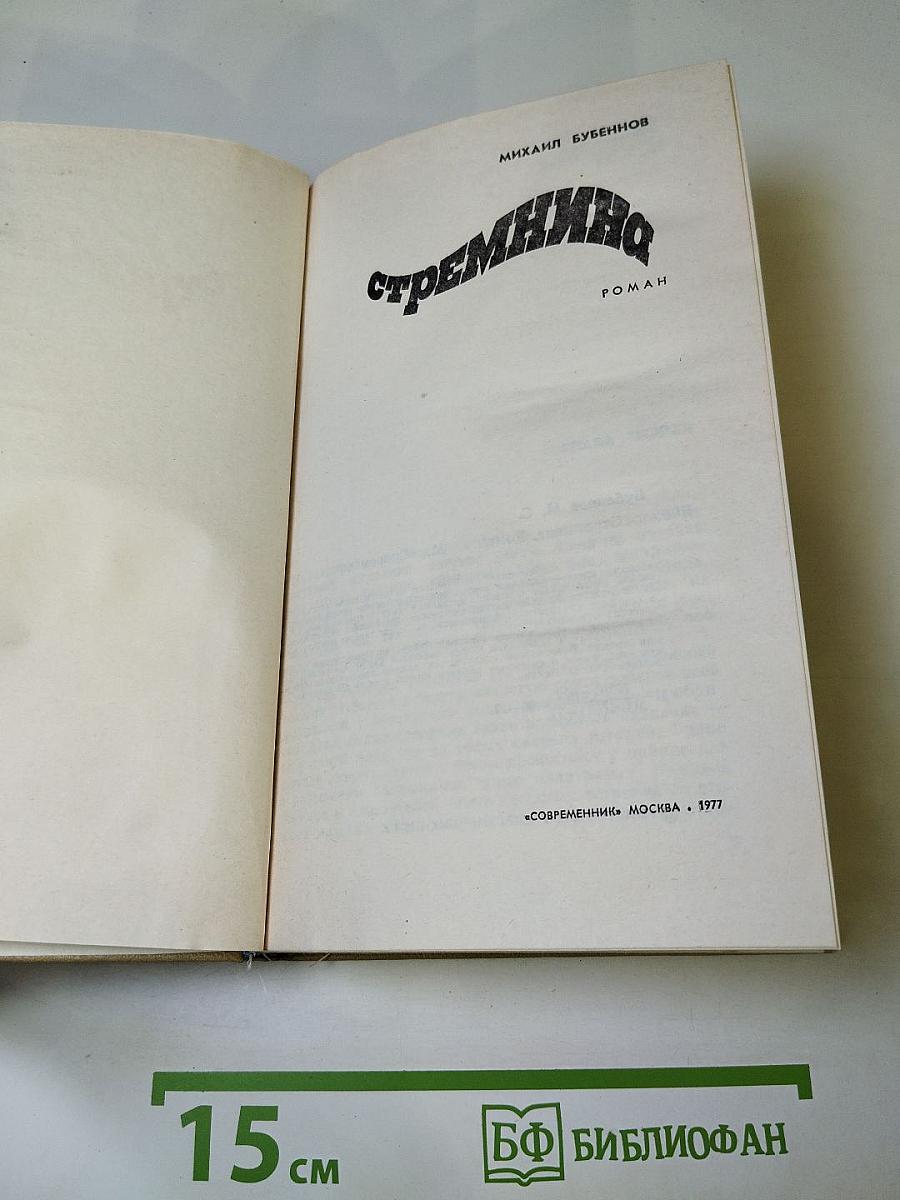 МИХАИЛ БУБЕННОВ
СТРЕМНИНА
РОМАН
«СОВРЕМЕННИК» МОСКВА • 1977
15 см
БФ БИБЛИОФАН